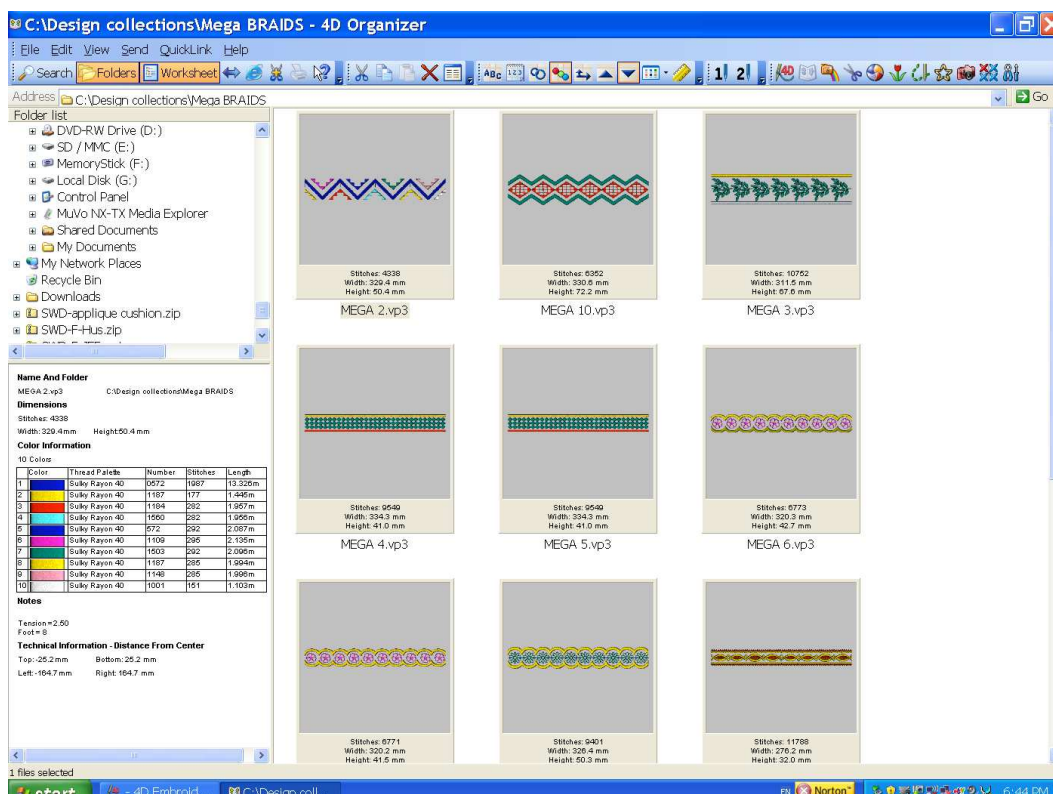 C:\Design collections\Mega BRAIDS - 4D Organizer
File Edit View Send QuickLink Help
Search Folders Worksheet ABC 123 1 2 4D
Address C:\Design collections\Mega BRAIDS Go
Folder list
DVD-RW Drive (D:)
SD / MMC (E:)
MemoryStick (F:)
Local Disk (G:)
Control Panel
MuVo NX-TX Media Explorer
Shared Documents
My Documents
My Network Places
Recycle Bin
Downloads
SWD-applique cushion.zip
SWD-F-Hus.zip
Name And Folder
MEGA 2.vp3 C:\Design collections\Mega BRAIDS
Dimensions
Stitches: 4338
Width: 329.4mm Height:50.4 mm
Color Information
10 Colors
Color Thread Palette Number Stitches Length
1 Sulky Rayon 40 0572 1987 13.326m
2 Sulky Rayon 40 1187 177 1.445m
3 Sulky Rayon 40 1184 282 1.957m
4 Sulky Rayon 40 1560 282 1.956m
5 Sulky Rayon 40 572 292 2.087m
6 Sulky Rayon 40 1109 295 2.135m
7 Sulky Rayon 40 1503 292 2.096m
8 Sulky Rayon 40 1187 285 1.994m
9 Sulky Rayon 40 1148 285 1.996m
10 Sulky Rayon 40 1001 151 1.103m
Notes
Tension=2.50
Foot = 8
Technical Information - Distance From Center
Top:-25.2 mm Bottom: 25.2 mm
Left:-164.7 mm Right: 164.7 mm
Stitches: 4338
Width: 329.4 mm
Height: 50.4 mm
MEGA 2.vp3
Stitches: 6352
Width: 330.6 mm
Height: 72.2 mm
MEGA 10.vp3
Stitches: 10752
Width: 311.5 mm
Height: 67.6 mm
MEGA 3.vp3
Stitches: 9549
Width: 334.3 mm
Height: 41.0 mm
MEGA 4.vp3
Stitches: 9549
Width: 334.3 mm
Height: 41.0 mm
MEGA 5.vp3
Stitches: 6773
Width: 320.3 mm
Height: 42.7 mm
MEGA 6.vp3
Stitches: 6771
Width: 320.2 mm
Height: 41.5 mm
Stitches: 9401
Width: 326.4 mm
Height: 50.3 mm
Stitches: 11788
Width: 276.2 mm
Height: 32.0 mm
1 files selected
start - 4D Embroid... C:\Design coll... EN Norton 6:44 PM